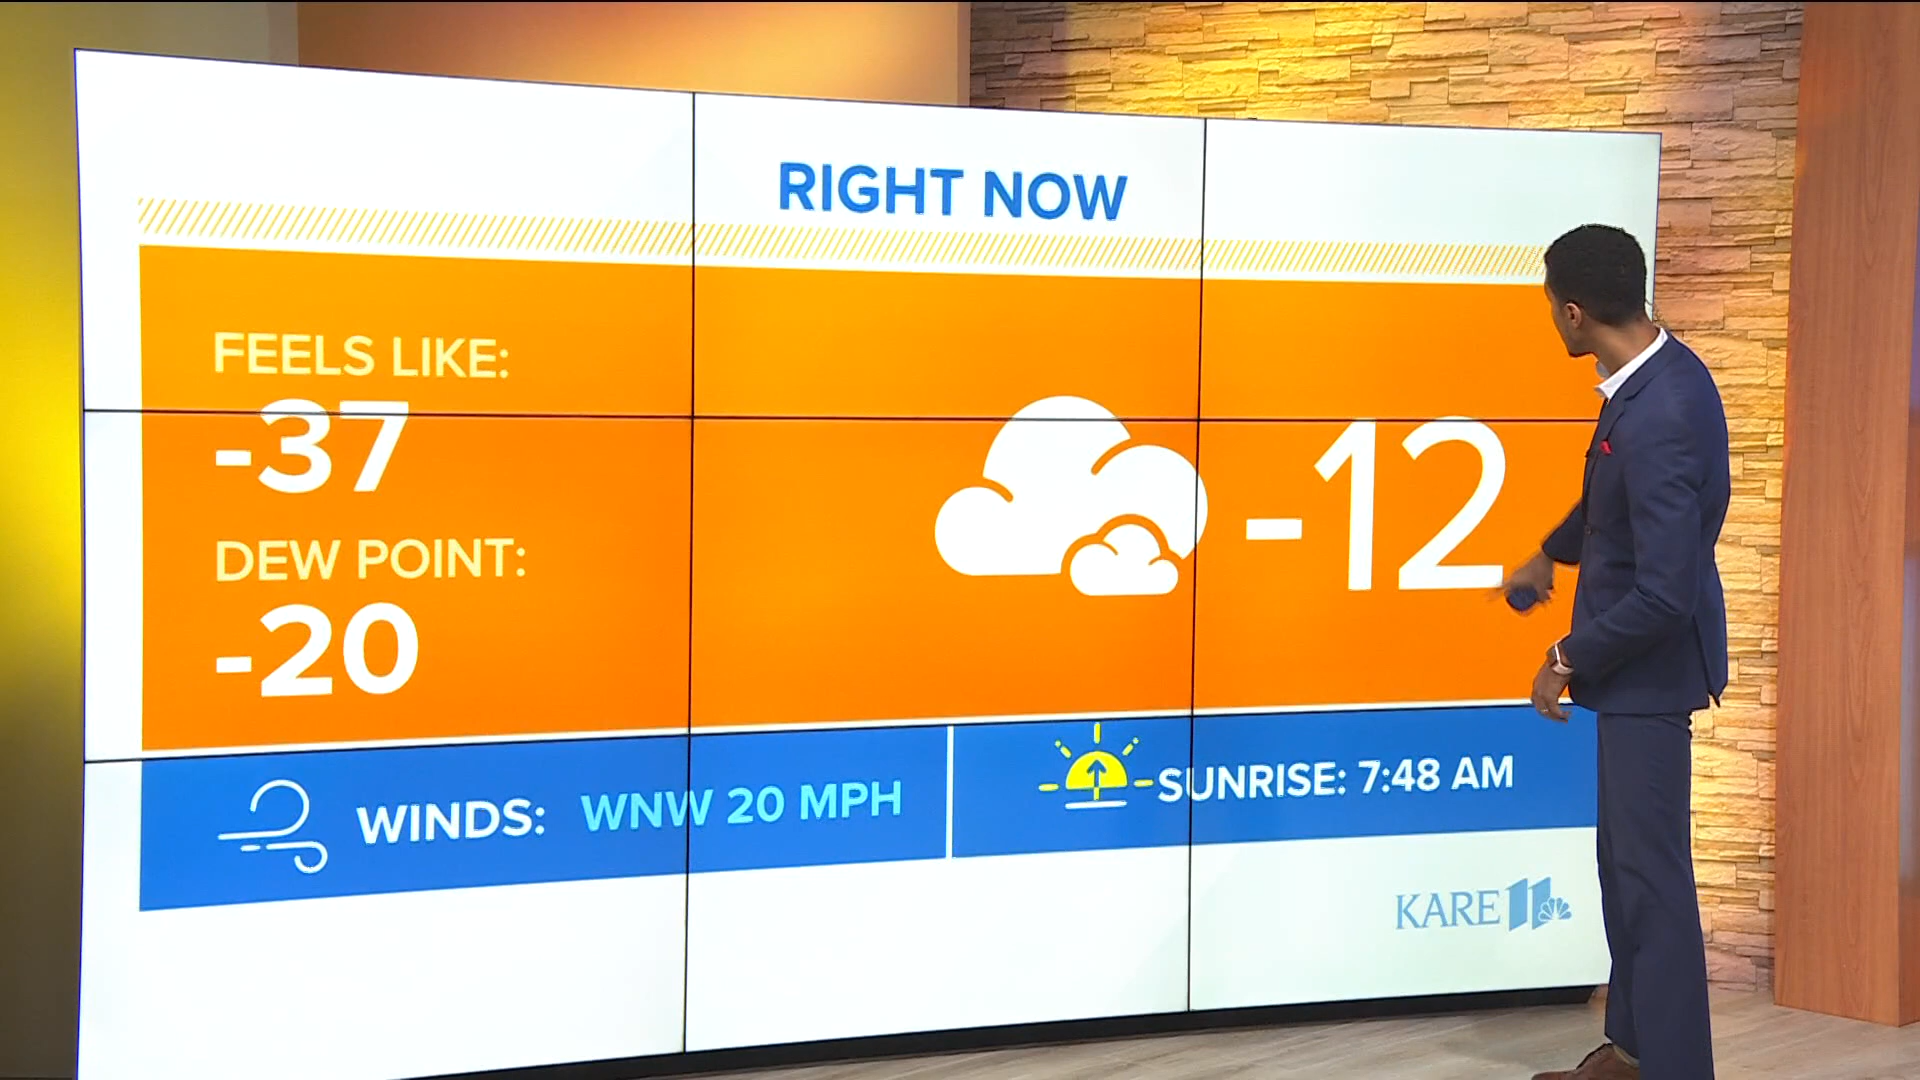 RIGHT NOW
FEELS LIKE:
-37
DEW POINT:
-20
-12
WINDS: WNW 20 MPH
SUNRISE: 7:48 AM
KARE 11